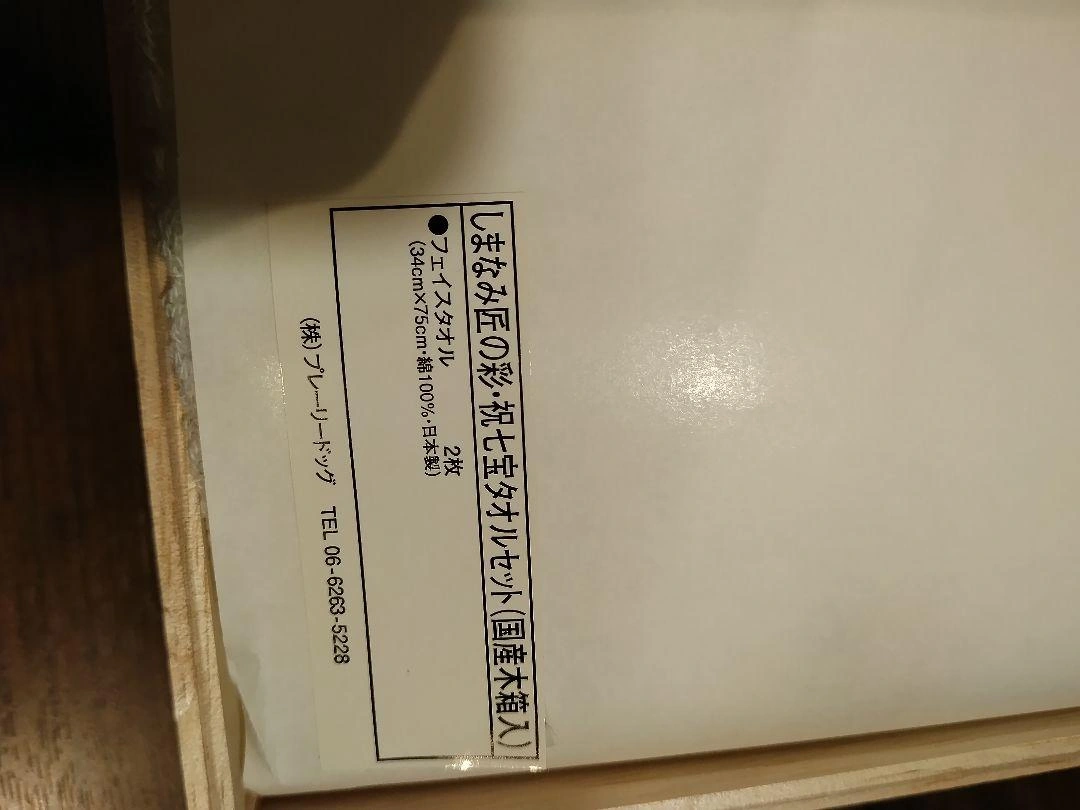 しまなみ匠の彩・祝七宝タオルセット(国産木箱入)
●フェイスタオル 2枚
(34cm×75cm・綿100%・日本製)
(株)プレーリードッグ TEL 06-6263-5228